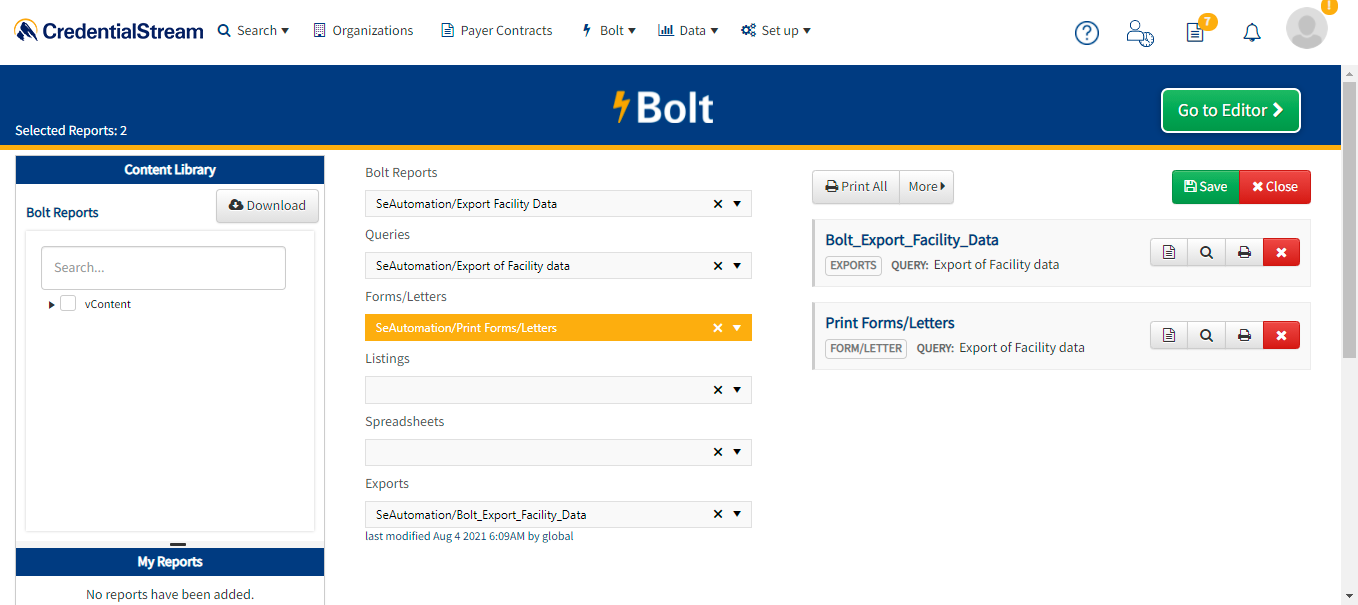 CredentialStream
Search
Organizations
Payer Contracts
Bolt
Data
Set up
?
7
!
Selected Reports: 2
Bolt
Go to Editor
Content Library
Bolt Reports
Download
Search...
vContent
My Reports
No reports have been added.
Bolt Reports
SeAutomation/Export Facility Data
Queries
SeAutomation/Export of Facility data
Forms/Letters
SeAutomation/Print Forms/Letters
Listings
Spreadsheets
Exports
SeAutomation/Bolt_Export_Facility_Data
last modified Aug 4 2021 6:09AM by global
Print All
More
Save
Close
Bolt_Export_Facility_Data
EXPORTS QUERY: Export of Facility data
Print Forms/Letters
FORM/LETTER QUERY: Export of Facility data